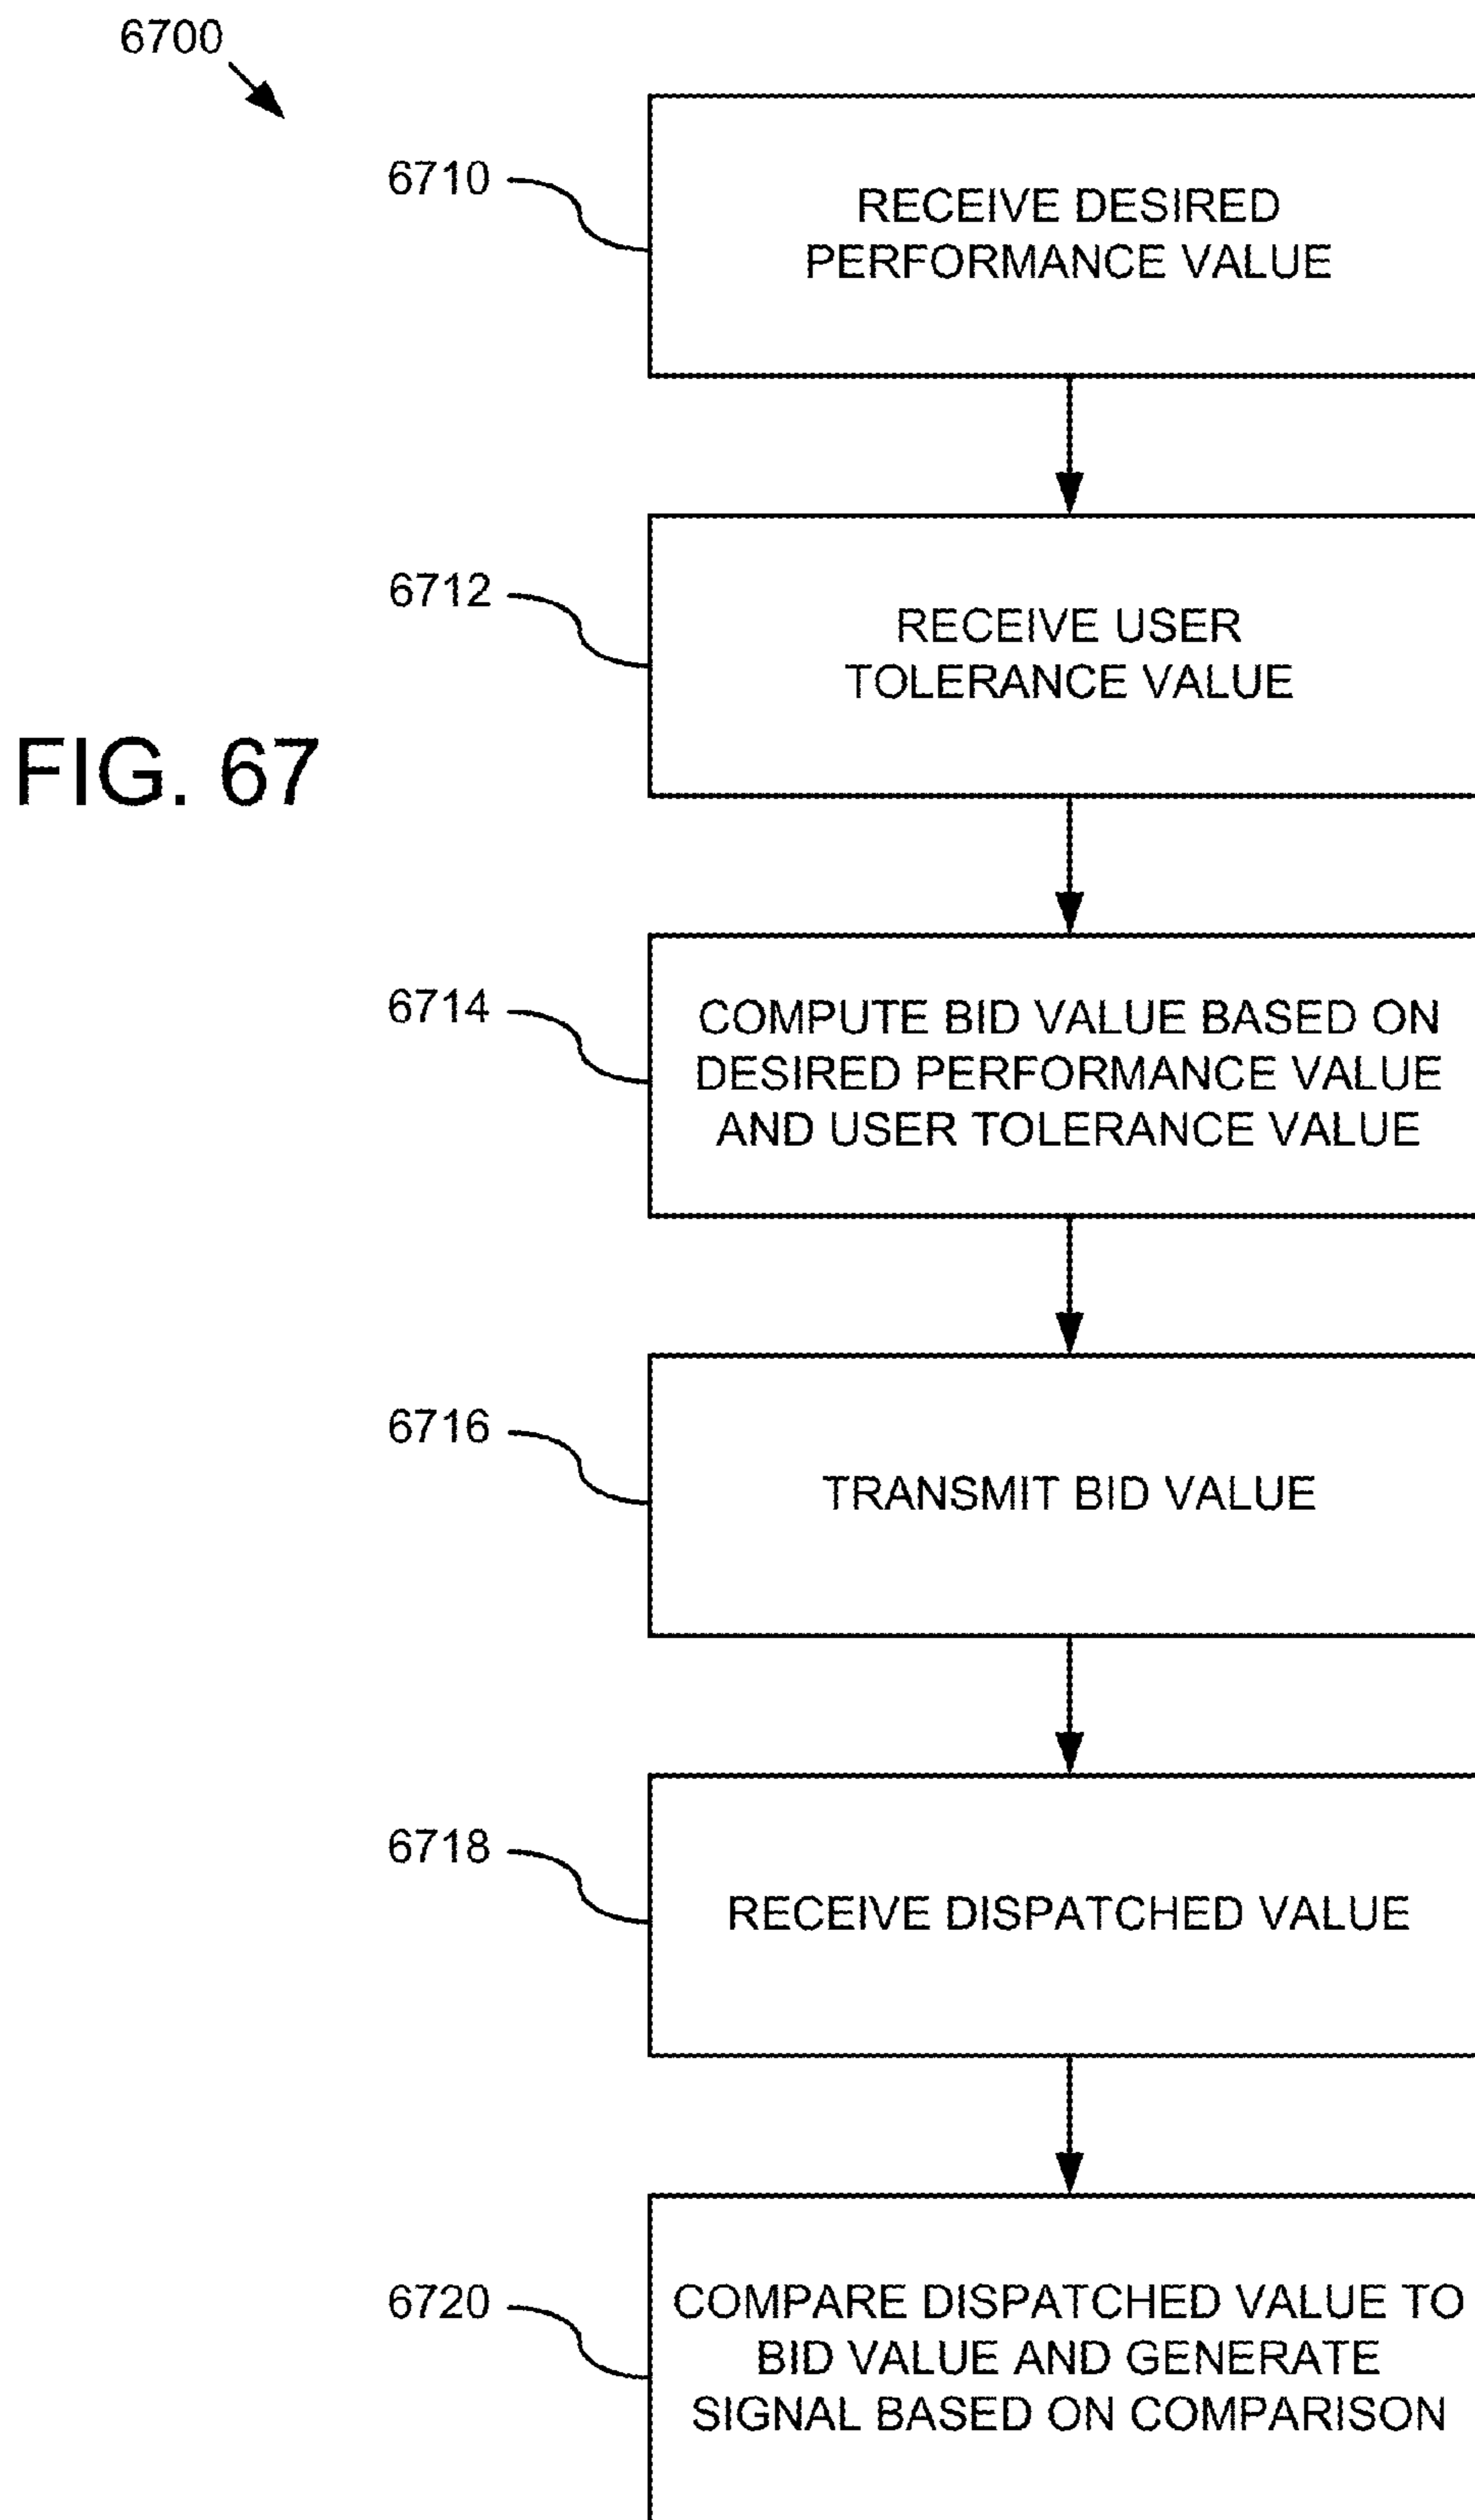 6700
6710
RECEIVE DESIRED
PERFORMANCE VALUE
6712
RECEIVE USER
TOLERANCE VALUE
FIG. 67
6714
COMPUTE BID VALUE BASED ON
DESIRED PERFORMANCE VALUE
AND USER TOLERANCE VALUE
6716
TRANSMIT BID VALUE
6718
RECEIVE DISPATCHED VALUE
6720
COMPARE DISPATCHED VALUE TO
BID VALUE AND GENERATE
SIGNAL BASED ON COMPARISON